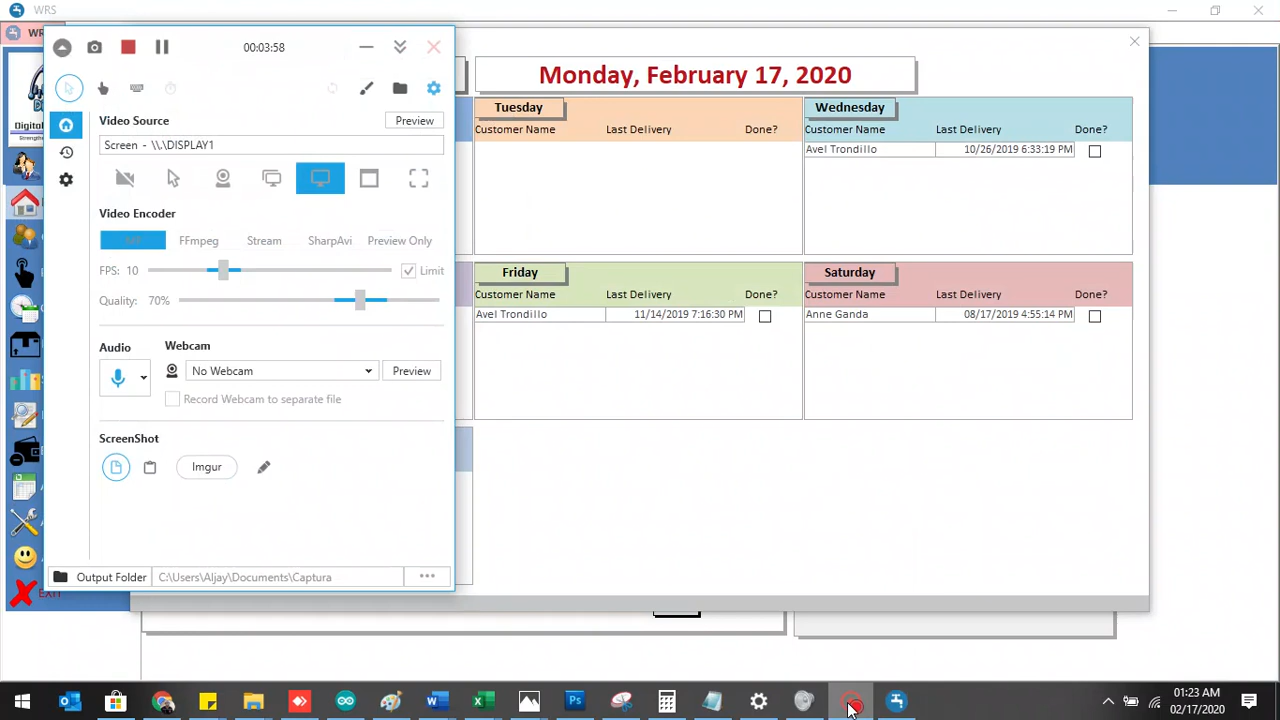 WRS
WR
00:03:58
Video Source
Preview
Screen - \\.\DISPLAY1
Video Encoder
FFmpeg Stream SharpAvi Preview Only
FPS: 10
Limit
Quality: 70%
Audio
Webcam
No Webcam
Preview
Record Webcam to separate file
ScreenShot
Imgur
Output Folder
C:\Users\Aljay\Documents\Captura
...
Digital
EXIT
Monday, February 17, 2020
Tuesday
Customer Name Last Delivery Done?
Wednesday
Customer Name Last Delivery Done?
Avel Trondillo 10/26/2019 6:33:19 PM
Friday
Customer Name Last Delivery Done?
Avel Trondillo 11/14/2019 7:16:30 PM
Saturday
Customer Name Last Delivery Done?
Anne Ganda 08/17/2019 4:55:14 PM
01:23 AM
02/17/2020